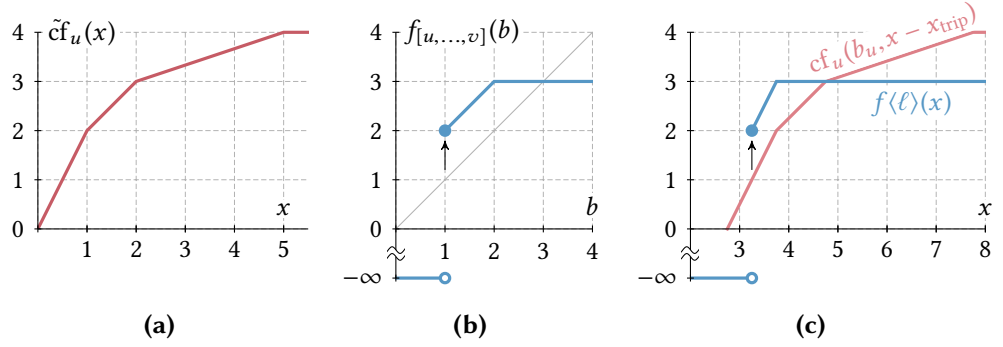 4 c̃f_u(x)
3
2
1
0
1 2 3 4 5
x
(a)
4 f_[u,...,v](b)
3
2
1
0
1 2 3 4
b
−∞
(b)
4
3
2
1
0
3 4 5 6 7 8
x
−∞
cf_u(b_u, x − x_trip)
f⟨ℓ⟩(x)
(c)